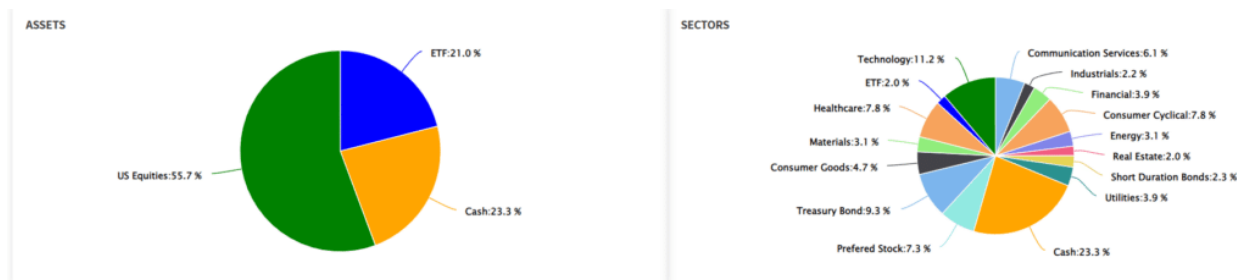 ASSETS
ETF:21.0 %
US Equities:55.7 %
Cash:23.3 %
SECTORS
Communication Services:6.1 %
Technology:11.2 %
Industrials:2.2 %
ETF:2.0 %
Financial:3.9 %
Healthcare:7.8 %
Consumer Cyclical:7.8 %
Energy:3.1 %
Materials:3.1 %
Real Estate:2.0 %
Consumer Goods:4.7 %
Short Duration Bonds:2.3 %
Utilities:3.9 %
Treasury Bond:9.3 %
Prefered Stock:7.3 %
Cash:23.3 %